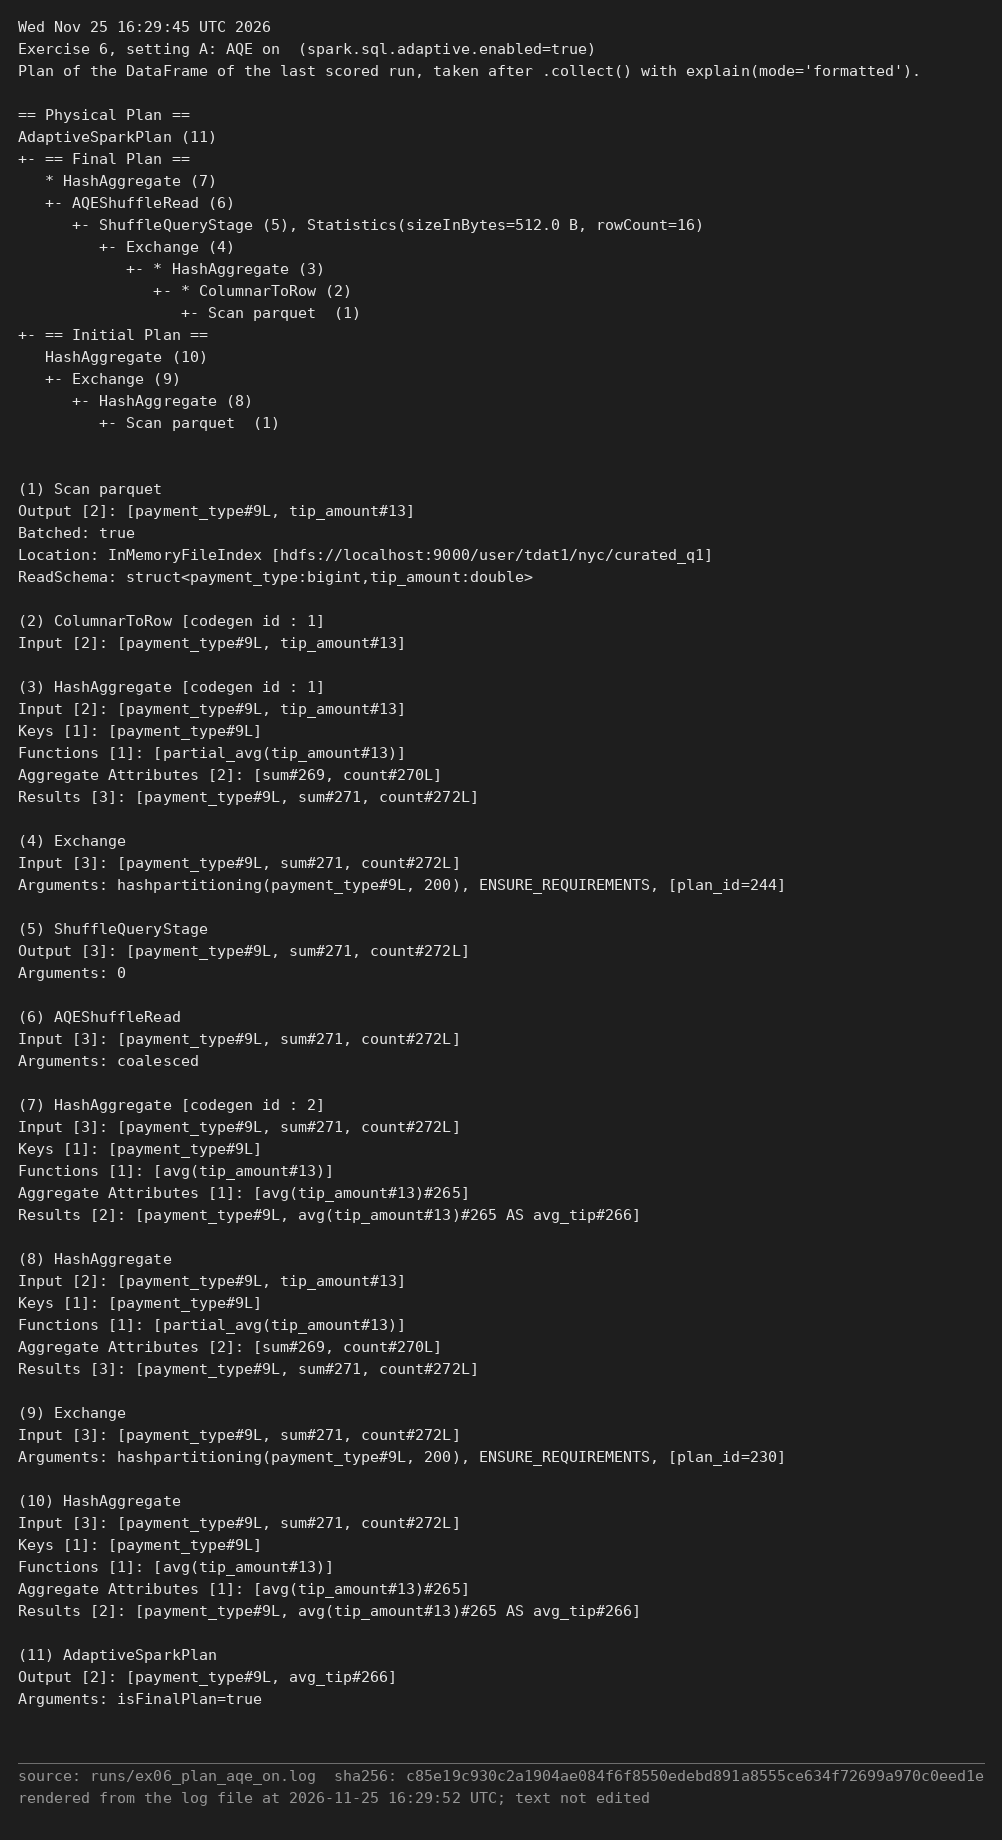 Wed Nov 25 16:29:45 UTC 2026
Exercise 6, setting A: AQE on  (spark.sql.adaptive.enabled=true)
Plan of the DataFrame of the last scored run, taken after .collect() with explain(mode='formatted').

== Physical Plan ==
AdaptiveSparkPlan (11)
+- == Final Plan ==
   * HashAggregate (7)
   +- AQEShuffleRead (6)
      +- ShuffleQueryStage (5), Statistics(sizeInBytes=512.0 B, rowCount=16)
         +- Exchange (4)
            +- * HashAggregate (3)
               +- * ColumnarToRow (2)
                  +- Scan parquet  (1)
+- == Initial Plan ==
   HashAggregate (10)
   +- Exchange (9)
      +- HashAggregate (8)
         +- Scan parquet  (1)


(1) Scan parquet
Output [2]: [payment_type#9L, tip_amount#13]
Batched: true
Location: InMemoryFileIndex [hdfs://localhost:9000/user/tdat1/nyc/curated_q1]
ReadSchema: struct<payment_type:bigint,tip_amount:double>

(2) ColumnarToRow [codegen id : 1]
Input [2]: [payment_type#9L, tip_amount#13]

(3) HashAggregate [codegen id : 1]
Input [2]: [payment_type#9L, tip_amount#13]
Keys [1]: [payment_type#9L]
Functions [1]: [partial_avg(tip_amount#13)]
Aggregate Attributes [2]: [sum#269, count#270L]
Results [3]: [payment_type#9L, sum#271, count#272L]

(4) Exchange
Input [3]: [payment_type#9L, sum#271, count#272L]
Arguments: hashpartitioning(payment_type#9L, 200), ENSURE_REQUIREMENTS, [plan_id=244]

(5) ShuffleQueryStage
Output [3]: [payment_type#9L, sum#271, count#272L]
Arguments: 0

(6) AQEShuffleRead
Input [3]: [payment_type#9L, sum#271, count#272L]
Arguments: coalesced

(7) HashAggregate [codegen id : 2]
Input [3]: [payment_type#9L, sum#271, count#272L]
Keys [1]: [payment_type#9L]
Functions [1]: [avg(tip_amount#13)]
Aggregate Attributes [1]: [avg(tip_amount#13)#265]
Results [2]: [payment_type#9L, avg(tip_amount#13)#265 AS avg_tip#266]

(8) HashAggregate
Input [2]: [payment_type#9L, tip_amount#13]
Keys [1]: [payment_type#9L]
Functions [1]: [partial_avg(tip_amount#13)]
Aggregate Attributes [2]: [sum#269, count#270L]
Results [3]: [payment_type#9L, sum#271, count#272L]

(9) Exchange
Input [3]: [payment_type#9L, sum#271, count#272L]
Arguments: hashpartitioning(payment_type#9L, 200), ENSURE_REQUIREMENTS, [plan_id=230]

(10) HashAggregate
Input [3]: [payment_type#9L, sum#271, count#272L]
Keys [1]: [payment_type#9L]
Functions [1]: [avg(tip_amount#13)]
Aggregate Attributes [1]: [avg(tip_amount#13)#265]
Results [2]: [payment_type#9L, avg(tip_amount#13)#265 AS avg_tip#266]

(11) AdaptiveSparkPlan
Output [2]: [payment_type#9L, avg_tip#266]
Arguments: isFinalPlan=true

source: runs/ex06_plan_aqe_on.log  sha256: c85e19c930c2a1904ae084f6f8550edebd891a8555ce634f72699a970c0eed1e
rendered from the log file at 2026-11-25 16:29:52 UTC; text not edited